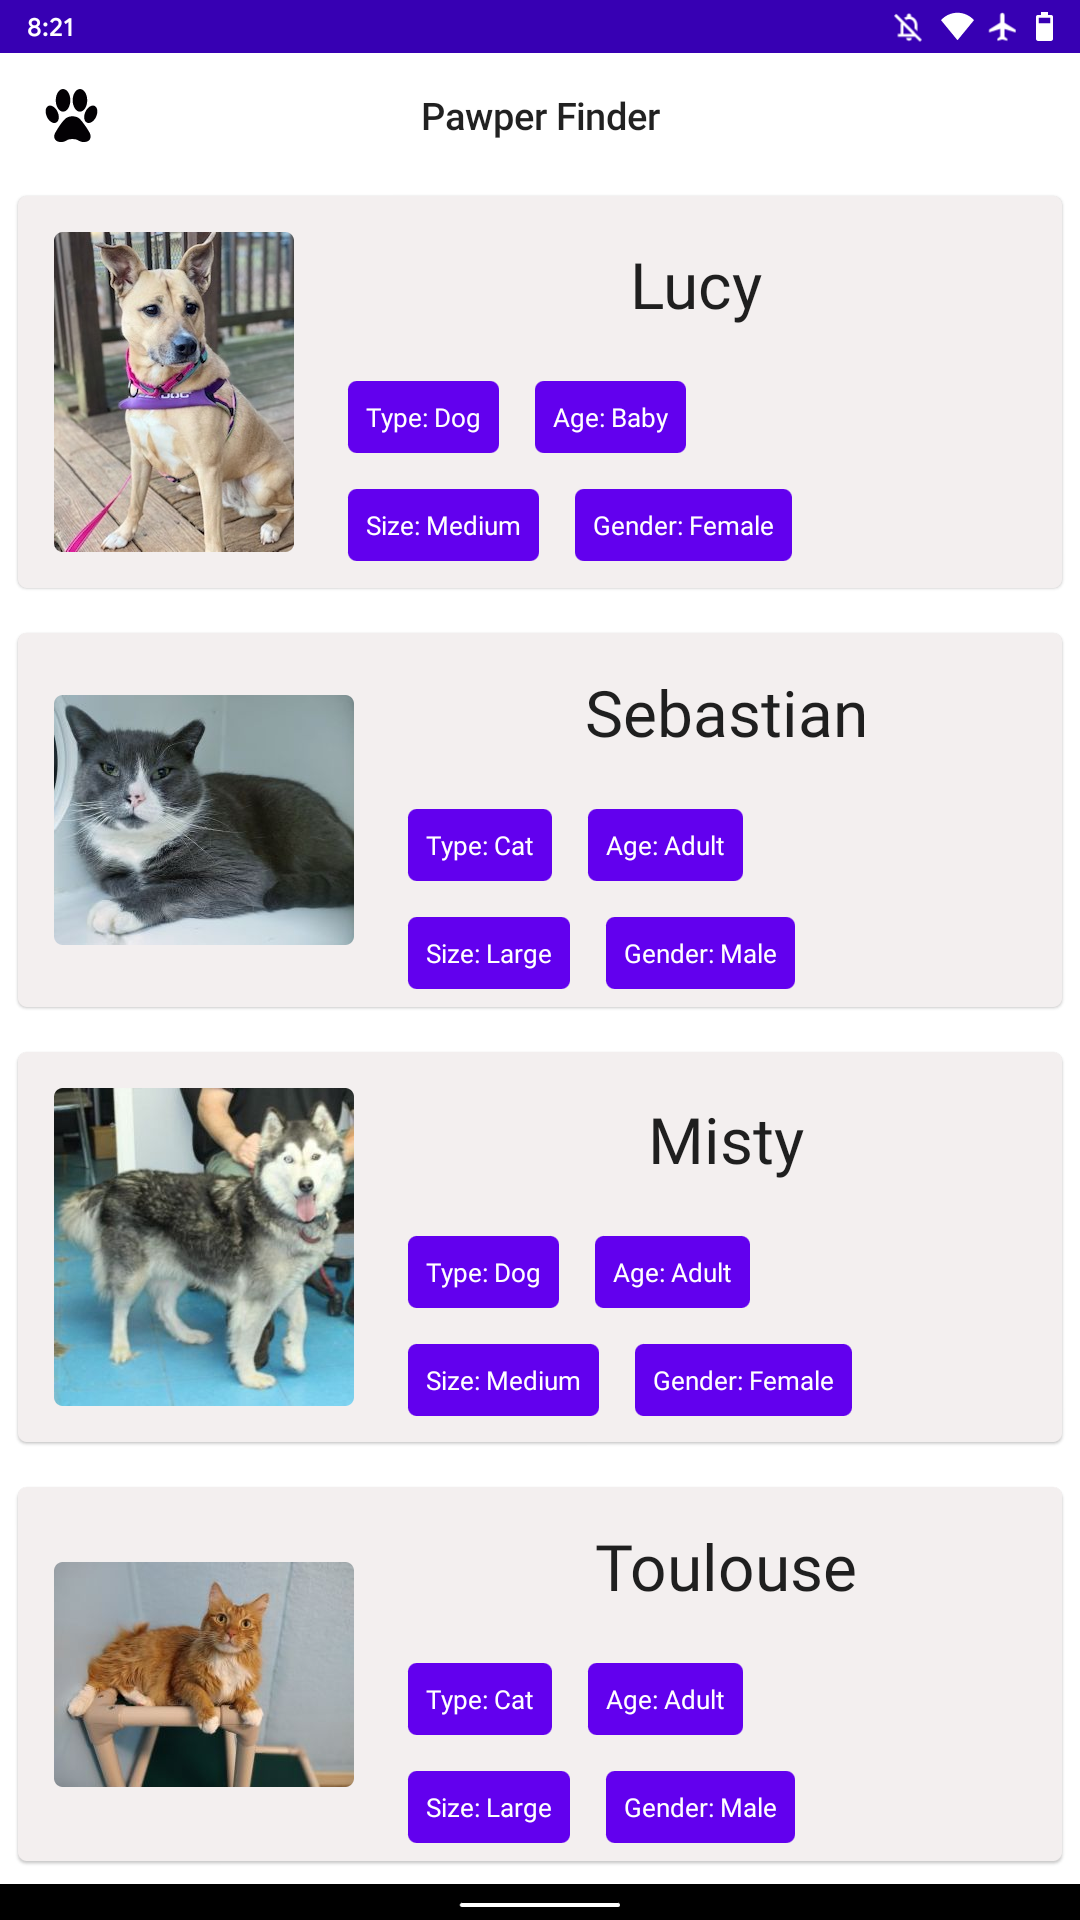 8:21
Pawper Finder
Lucy
Type: Dog
Age: Baby
Size: Medium
Gender: Female
Sebastian
Type: Cat
Age: Adult
Size: Large
Gender: Male
Misty
Type: Dog
Age: Adult
Size: Medium
Gender: Female
Toulouse
Type: Cat
Age: Adult
Size: Large
Gender: Male